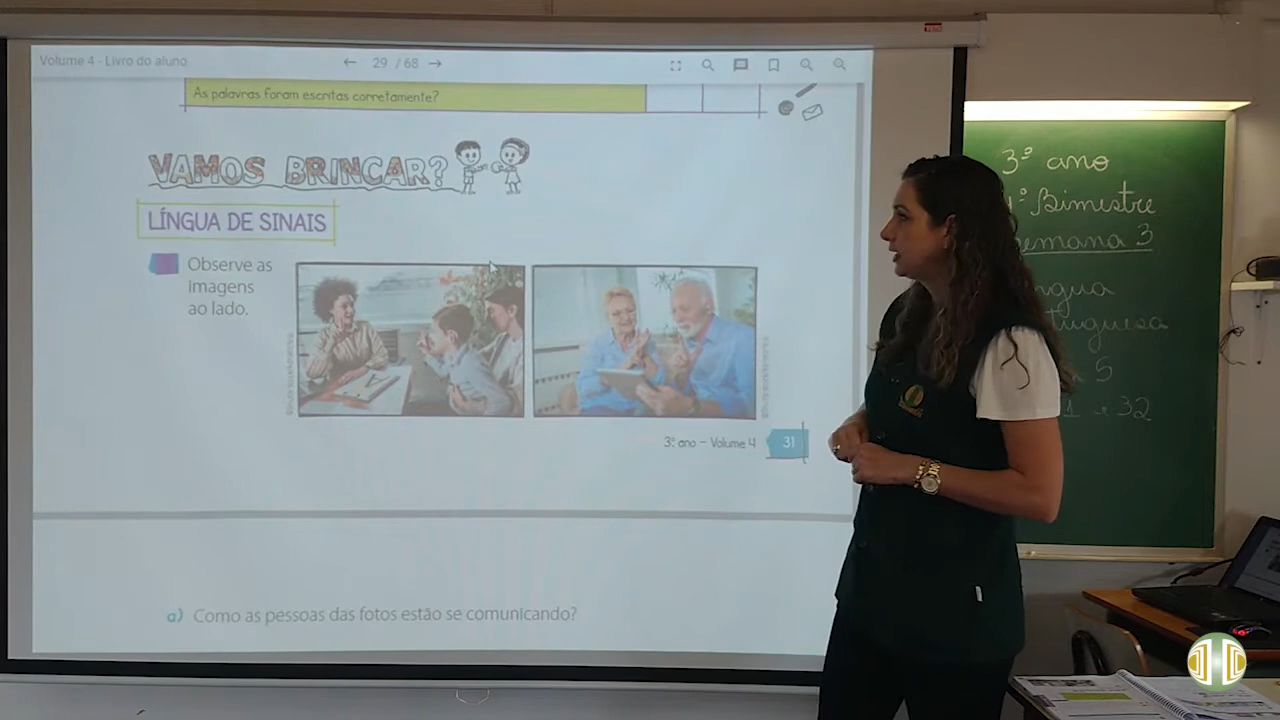 Volume 4 - Livro do aluno
← 29 / 68 →
As palavras foram escritas corretamente?
VAMOS BRINCAR?
LÍNGUA DE SINAIS
Observe as
imagens
ao lado.
3º. ano – Volume 4
31
a) Como as pessoas das fotos estão se comunicando?
3º ano
Bimestre
3
5
e 32